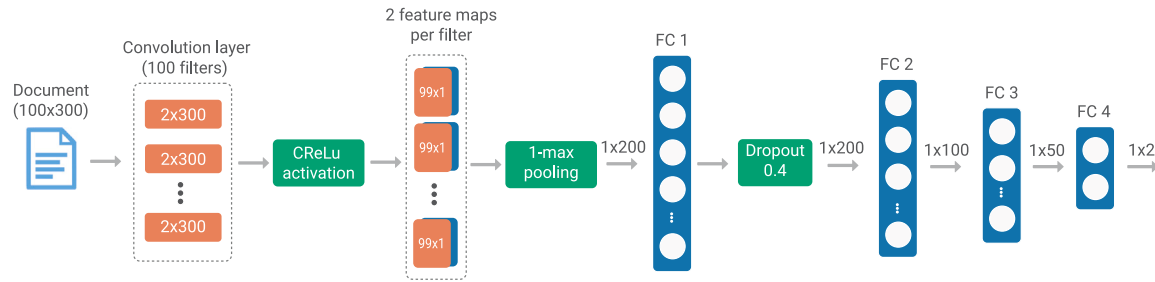 Document
(100x300)
Convolution layer
(100 filters)
2x300
2x300
2x300
CReLu
activation
2 feature maps
per filter
99x1
99x1
99x1
1-max
pooling
1x200
FC 1
Dropout
0.4
1x200
FC 2
1x100
FC 3
1x50
FC 4
1x2